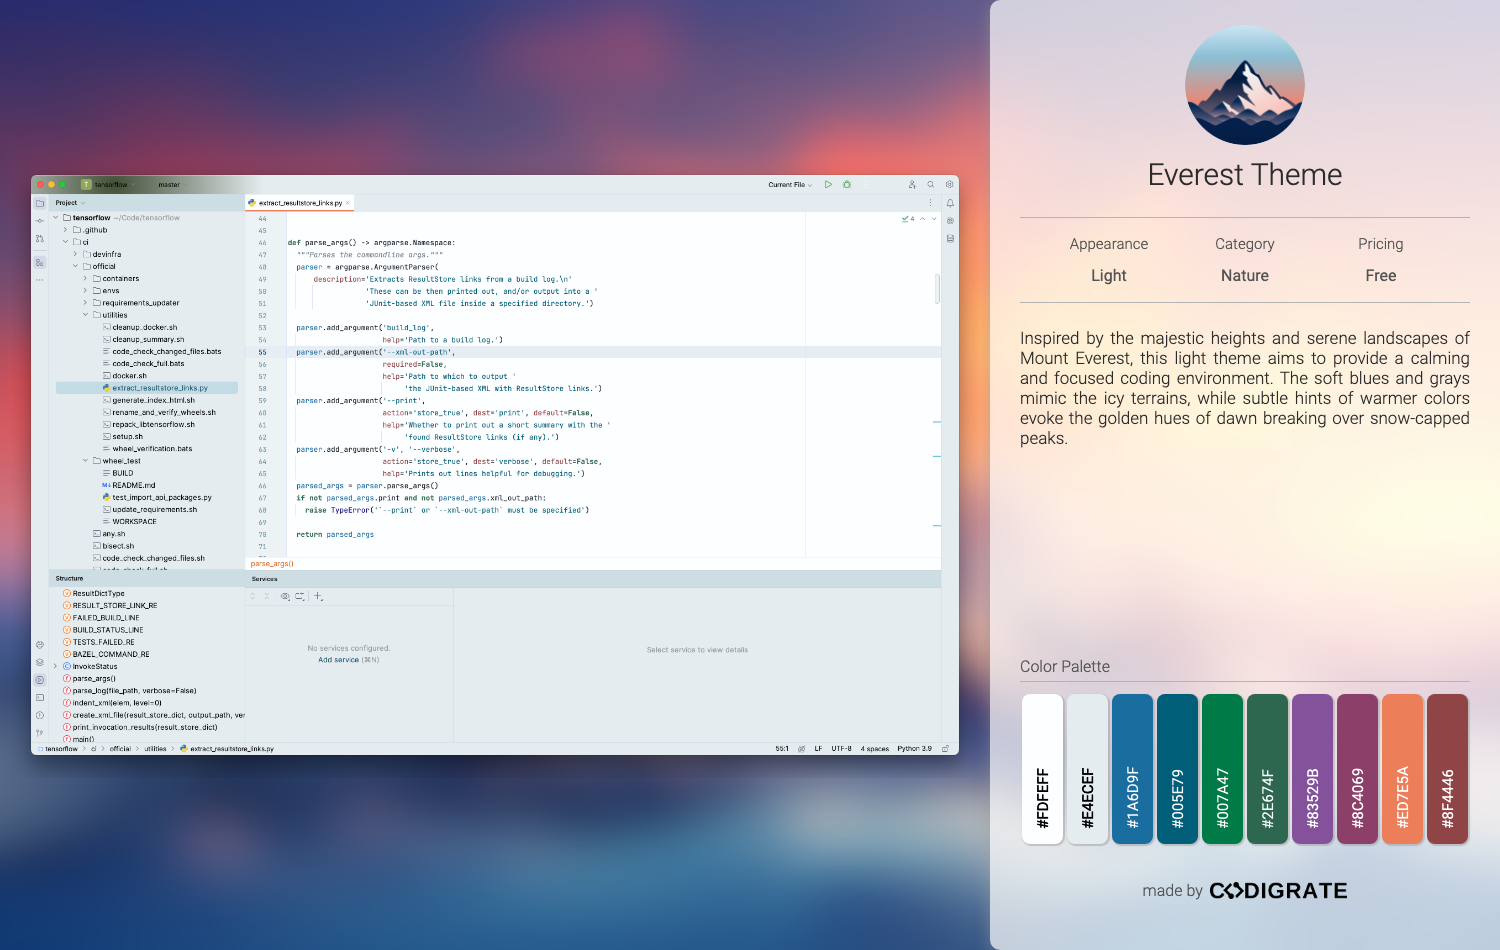 T tensorflow master
Current File
Project
tensorflow ~/Code/tensorflow
.github
ci
devinfra
official
containers
envs
requirements_updater
utilities
cleanup_docker.sh
cleanup_summary.sh
code_check_changed_files.bats
code_check_full.bats
docker.sh
extract_resultstore_links.py
generate_index_html.sh
rename_and_verify_wheels.sh
repack_libtensorflow.sh
setup.sh
wheel_verification.bats
wheel_test
BUILD
M↓ README.md
test_import_api_packages.py
update_requirements.sh
WORKSPACE
any.sh
bisect.sh
code_check_changed_files.sh
code_check_full.sh
extract_resultstore_links.py
4
44
45
46 def parse_args() -> argparse.Namespace:
47 """Parses the commandline args."""
48 parser = argparse.ArgumentParser(
49 description='Extracts ResultStore links from a build log.\n'
50 'These can be then printed out, and/or output into a '
51 'JUnit-based XML file inside a specified directory.')
52
53 parser.add_argument('build_log',
54 help='Path to a build log.')
55 parser.add_argument('--xml-out-path',
56 required=False,
57 help='Path to which to output '
58 'the JUnit-based XML with ResultStore links.')
59 parser.add_argument('--print',
60 action='store_true', dest='print', default=False,
61 help='Whether to print out a short summary with the '
62 'found ResultStore links (if any).')
63 parser.add_argument('-v', '--verbose',
64 action='store_true', dest='verbose', default=False,
65 help='Prints out lines helpful for debugging.')
66 parsed_args = parser.parse_args()
67 if not parsed_args.print and not parsed_args.xml_out_path:
68 raise TypeError('`--print` or `--xml-out-path` must be specified')
69
70 return parsed_args
71
parse_args()
Structure
V ResultDictType
V RESULT_STORE_LINK_RE
V FAILED_BUILD_LINE
V BUILD_STATUS_LINE
V TESTS_FAILED_RE
V BAZEL_COMMAND_RE
C InvokeStatus
f parse_args()
f parse_log(file_path, verbose=False)
f indent_xml(elem, level=0)
f create_xml_file(result_store_dict, output_path, ver
f print_invocation_results(result_store_dict)
f main()
Services
No services configured.
Add service (⌘N)
Select service to view details
tensorflow > ci > official > utilities > extract_resultstore_links.py
55:1 LF UTF-8 4 spaces Python 3.9
Everest Theme
Appearance Category Pricing
Light Nature Free
Inspired by the majestic heights and serene landscapes of
Mount Everest, this light theme aims to provide a calming
and focused coding environment. The soft blues and grays
mimic the icy terrains, while subtle hints of warmer colors
evoke the golden hues of dawn breaking over snow-capped
peaks.
Color Palette
#FDFEFF
#E4ECEF
#1A6D9F
#005E79
#007A47
#2E674F
#83529B
#8C4069
#ED7E5A
#8F4446
made by CODIGRATE